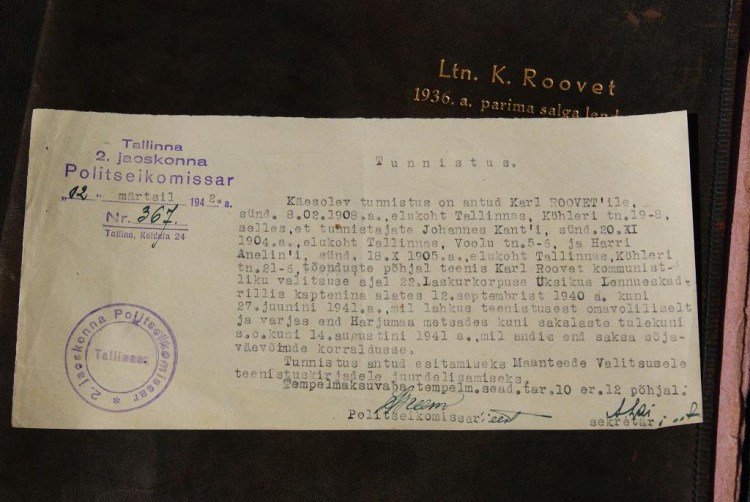 Ltn. K. Roovet
1936. a. parima salga lend
Tallinna
2. jaoskonna
Politseikomissar
"12" märtsil 1942. a.
Nr. 367.
Tallinn, Koidula 24
Tunnistus.
Käesolev tunnistus on antud Karl ROOVET'ile,
sünd. 8.02.1908.a., elukoht Tallinnas, Köhleri tn.19-8,
selles, et tunnistajate Johannes Kant'i, sünd.20.XI
1904.a., elukoht Tallinnas, Voolu tn.5-6, ja Harri
Anelin'i, sünd. 18.X 1905.a., elukoht Tallinnas, Köhleri
tn.21-6, tõenduste põhjal teenis Karl Roovet kommunist-
liku valitsuse ajal 22.Laskurkorpuse Üksikus Lennueskad-
rillis kaptenina alates 12.septembrist 1940 a. kuni
27.juunini 1941.a., mil lahkus teenistusest omavoliliselt
ja varjas end Harjumaa metsades kuni sakslaste tulekuni
s.o. kuni 14.augustini 1941 a., mil andis end saksa sõja-
väevõimude korraldusse.
Tunnistus antud esitamiseks Maanteede Valitsusele
teenistuskirjadele juurdelisamiseks.
Tempelmaksuvaba tempelm.sead.tar.10 er.12 põhjal.
Politseikomissar
sekretär
2. jaoskonna Politseikomissar
Tallinnas